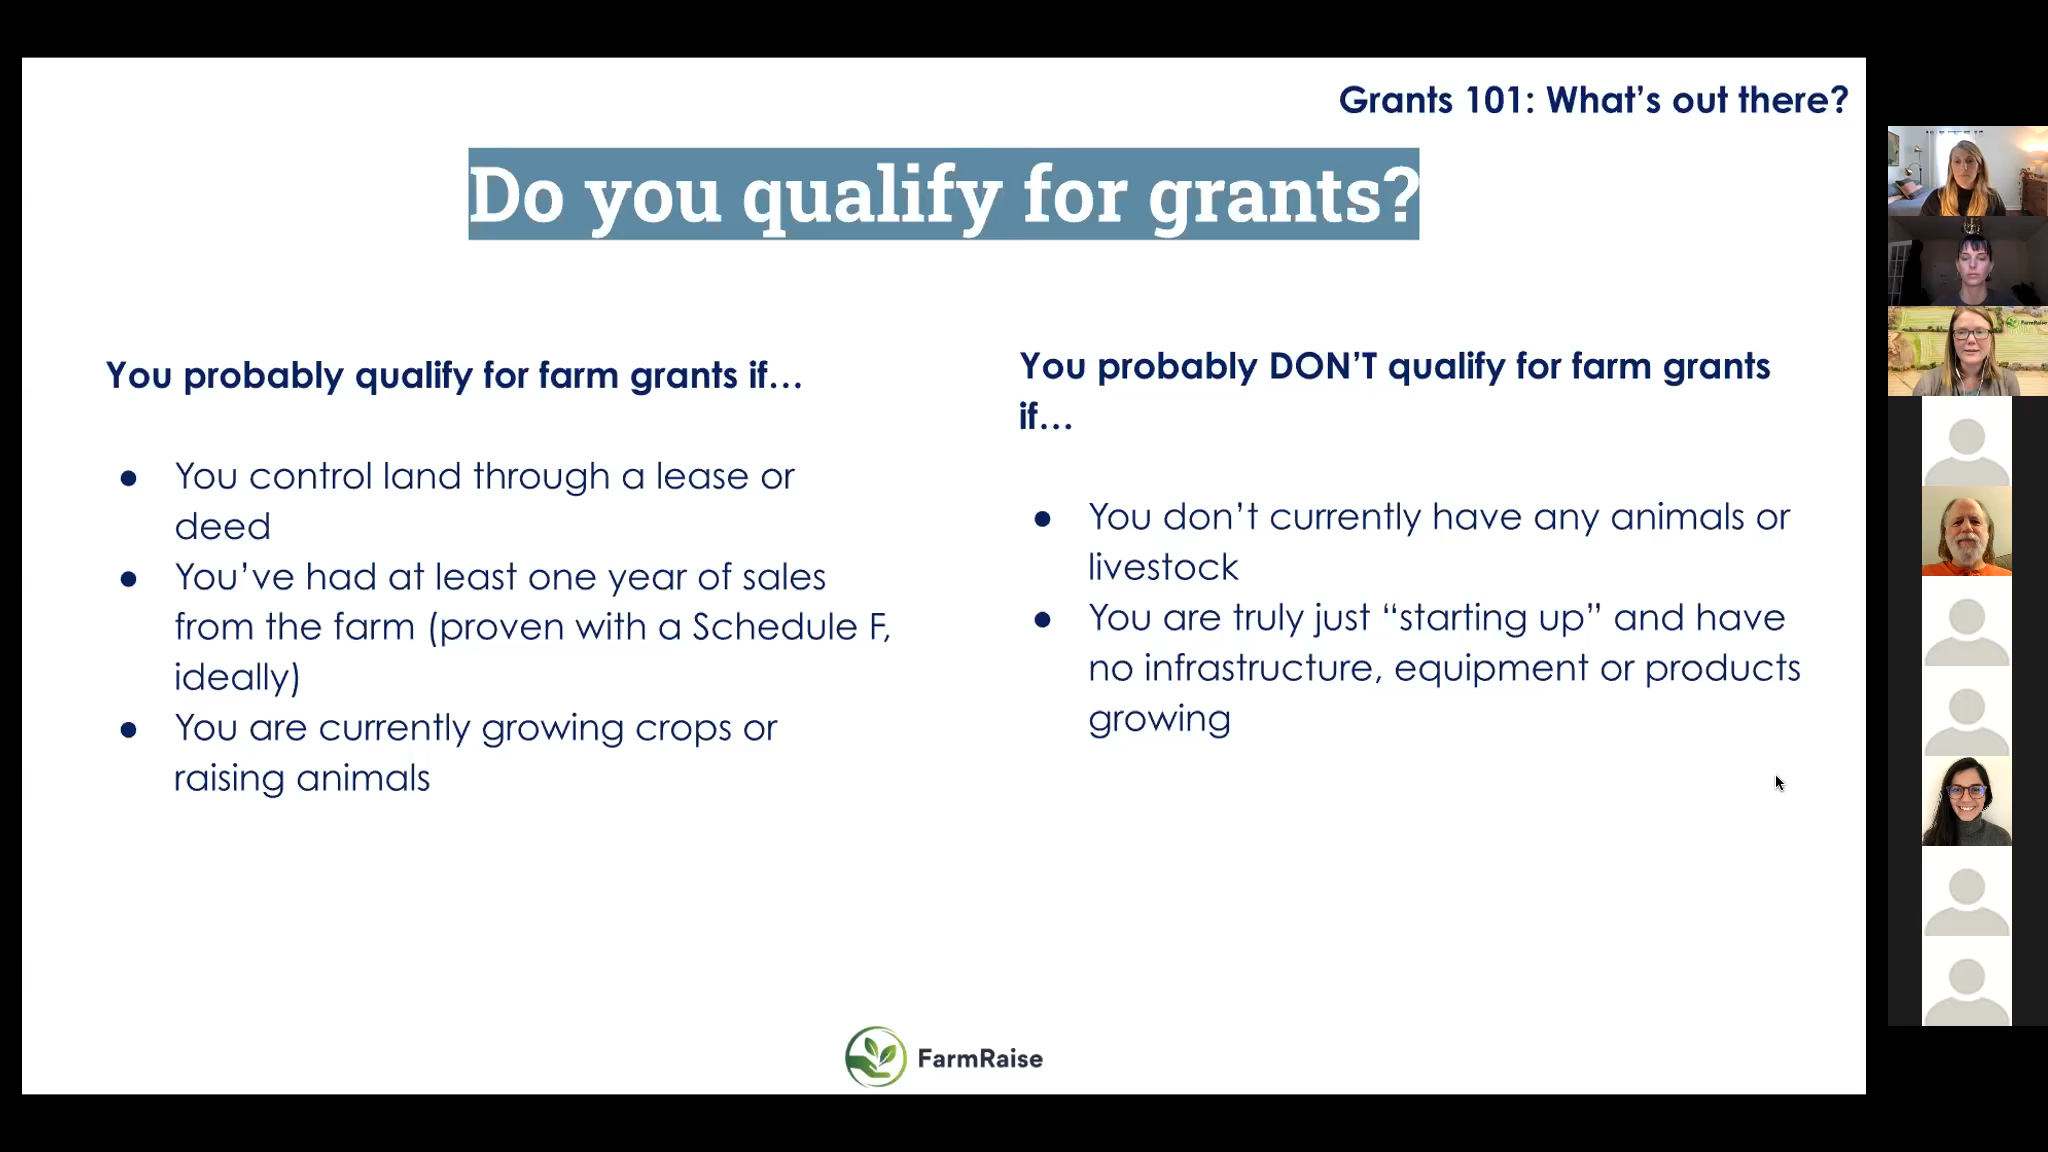 Grants 101: What’s out there?
Do you qualify for grants?
You probably qualify for farm grants if…
● You control land through a lease or
deed
● You’ve had at least one year of sales
from the farm (proven with a Schedule F,
ideally)
● You are currently growing crops or
raising animals
You probably DON’T qualify for farm grants
if…
● You don’t currently have any animals or
livestock
● You are truly just “starting up” and have
no infrastructure, equipment or products
growing
FarmRaise
FarmRaise